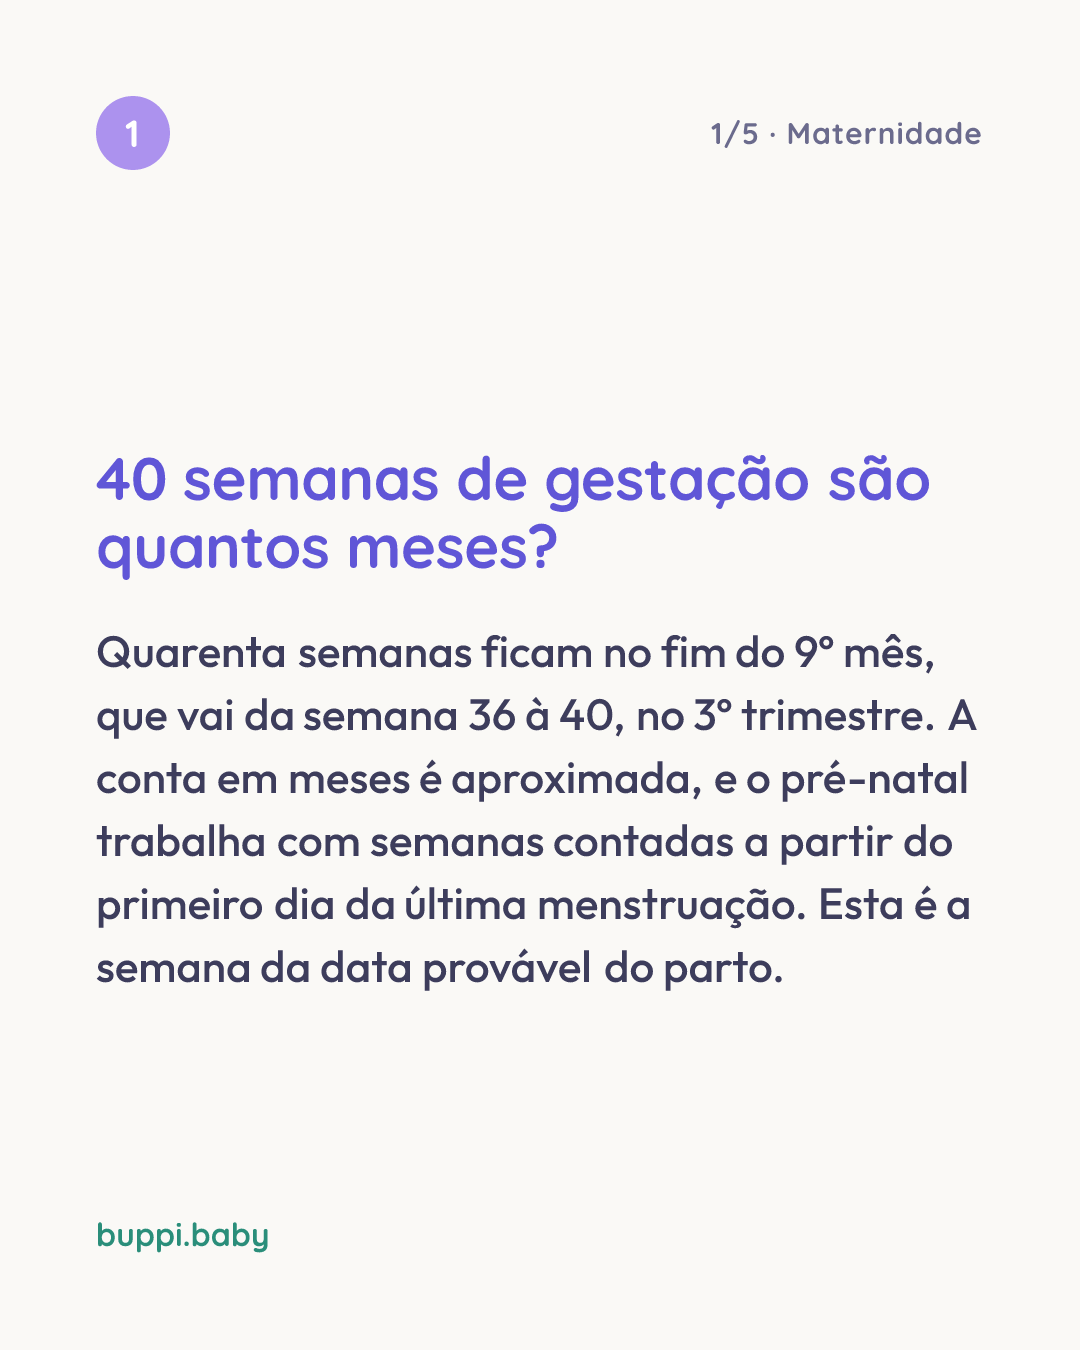 1
1/5 · Maternidade
40 semanas de gestação são
quantos meses?
Quarenta semanas ficam no fim do 9º mês,
que vai da semana 36 à 40, no 3º trimestre. A
conta em meses é aproximada, e o pré-natal
trabalha com semanas contadas a partir do
primeiro dia da última menstruação. Esta é a
semana da data provável do parto.
buppi.baby